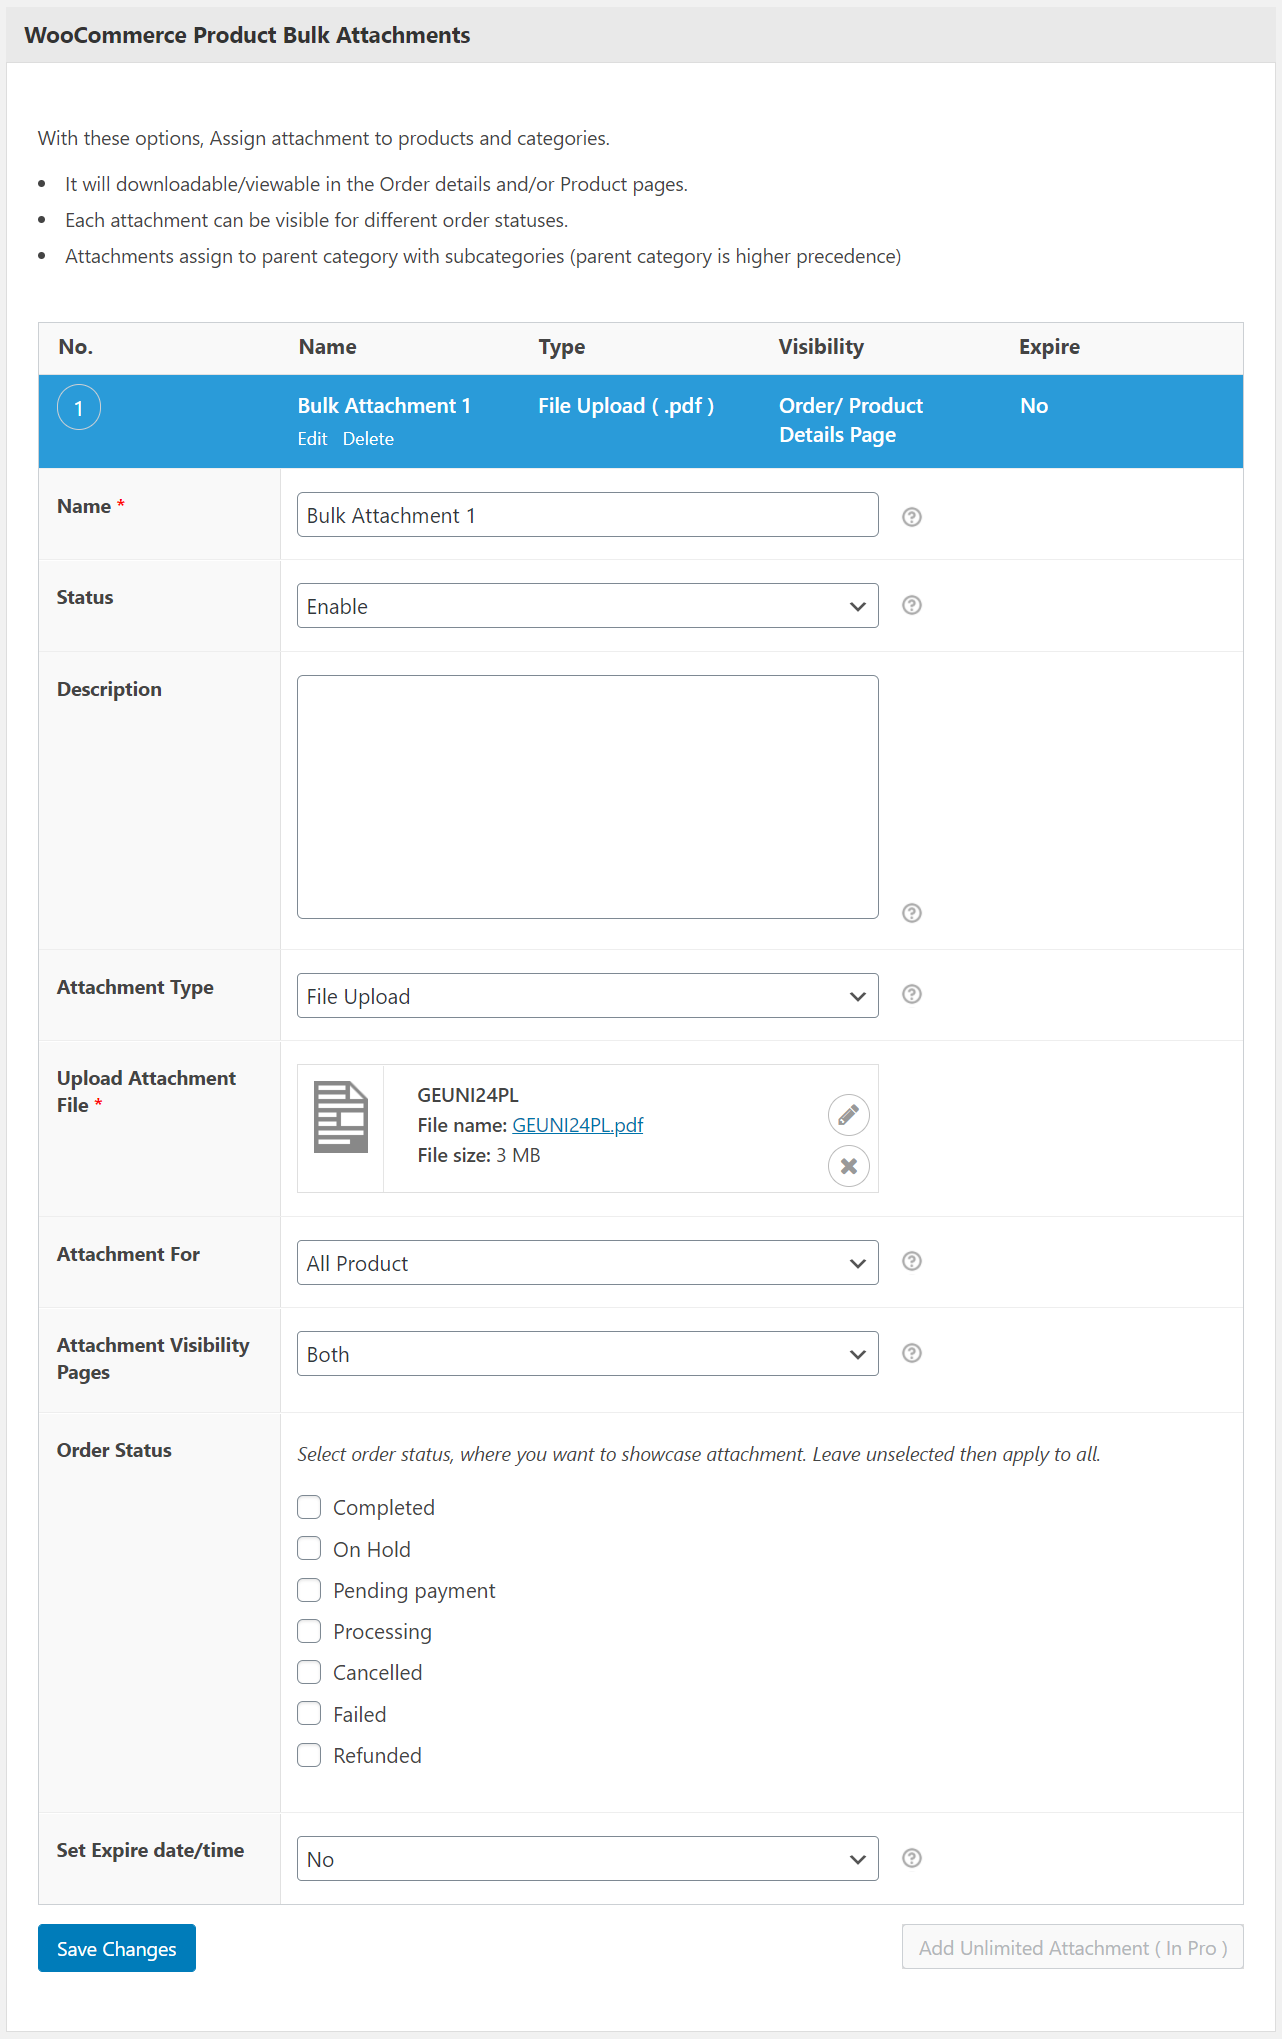 WooCommerce Product Bulk Attachments
With these options, Assign attachment to products and categories.
It will downloadable/viewable in the Order details and/or Product pages.
Each attachment can be visible for different order statuses.
Attachments assign to parent category with subcategories (parent category is higher precedence)
No. Name Type Visibility Expire
1 Bulk Attachment 1 File Upload ( .pdf ) Order/ Product No
Details Page
Edit Delete
Name * Bulk Attachment 1
Status Enable
Description
Attachment Type File Upload
Upload Attachment
File *
GEUNI24PL
File name: GEUNI24PL.pdf
File size: 3 MB
Attachment For All Product
Attachment Visibility
Pages
Both
Order Status
Select order status, where you want to showcase attachment. Leave unselected then apply to all.
Completed
On Hold
Pending payment
Processing
Cancelled
Failed
Refunded
Set Expire date/time No
Save Changes Add Unlimited Attachment ( In Pro )